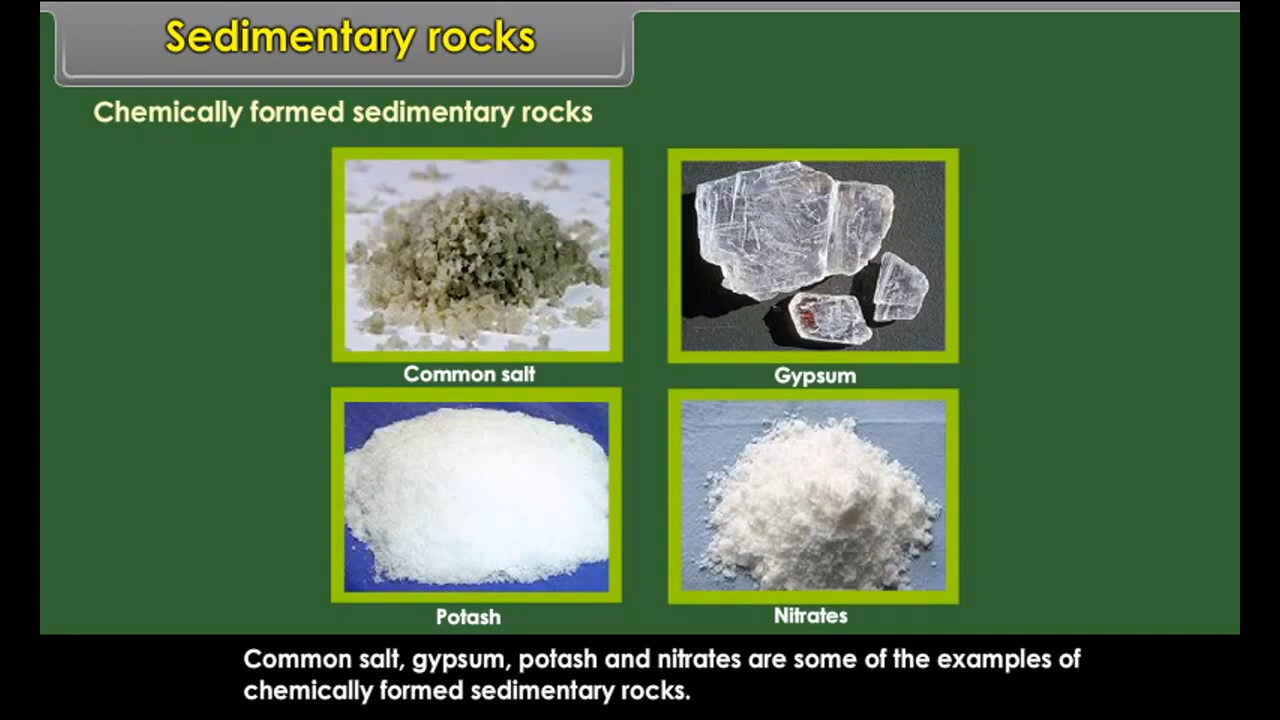 Sedimentary rocks
Chemically formed sedimentary rocks
Common salt
Gypsum
Potash
Nitrates
Common salt, gypsum, potash and nitrates are some of the examples of
chemically formed sedimentary rocks.